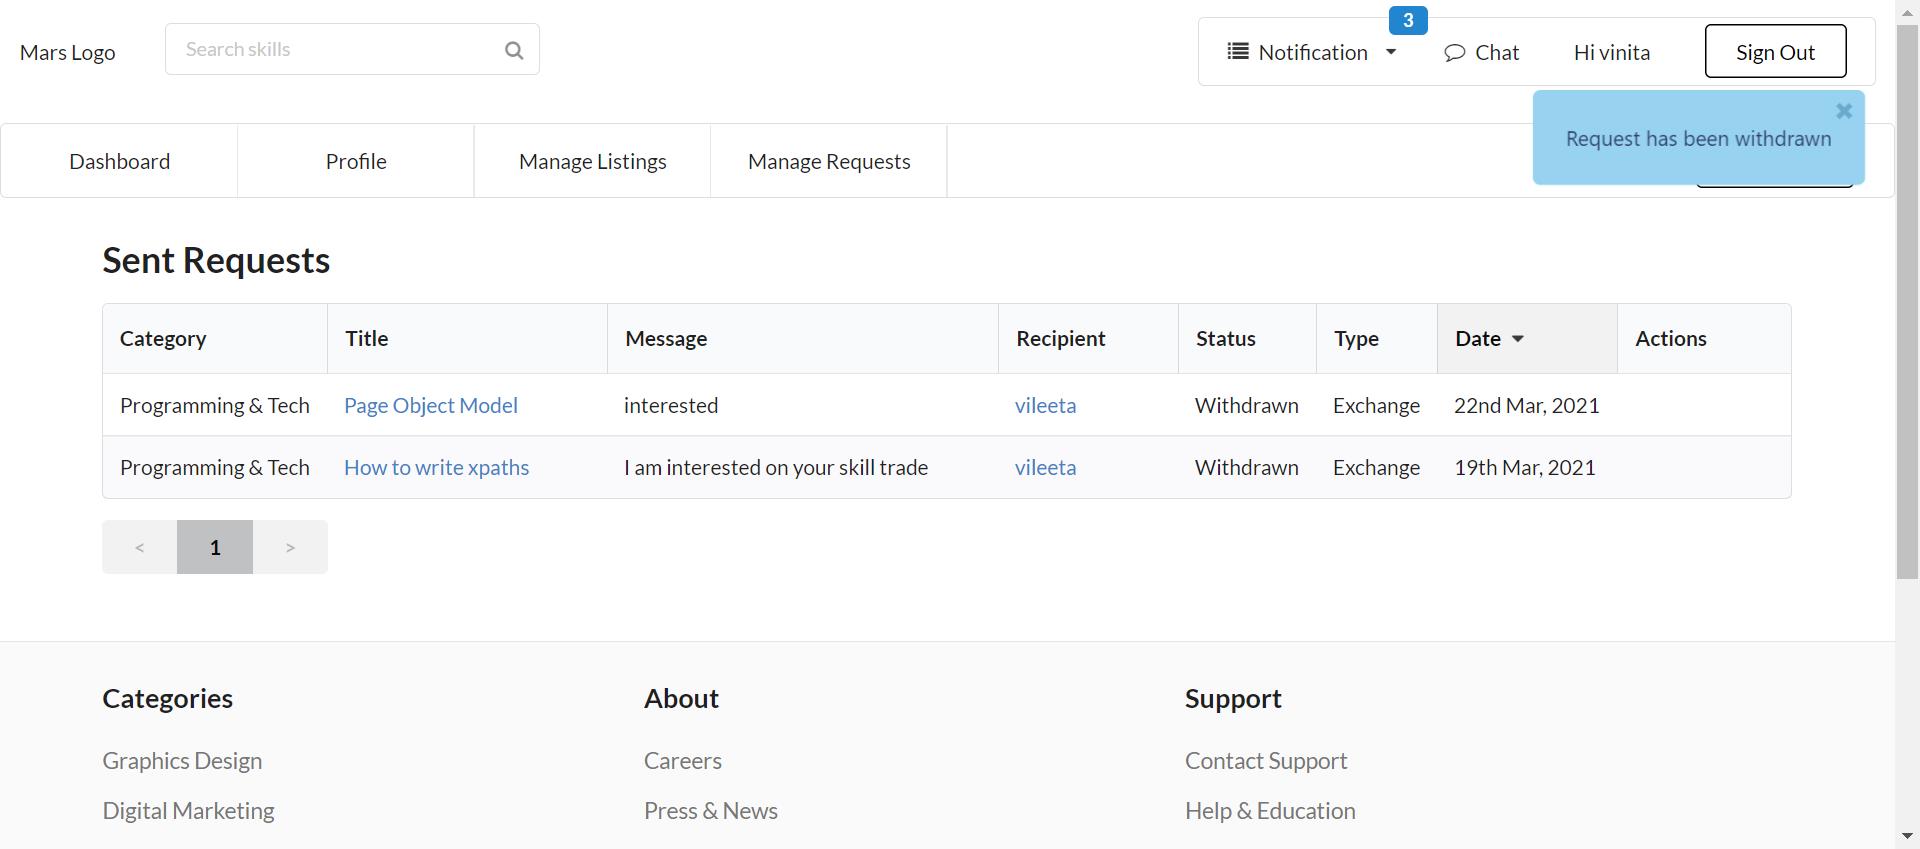 Mars Logo
Search skills
Notification
3
Chat
Hi vinita
Sign Out
Request has been withdrawn
Dashboard
Profile
Manage Listings
Manage Requests
Sent Requests
Category Title Message Recipient Status Type Date Actions
Programming & Tech Page Object Model interested vileeta Withdrawn Exchange 22nd Mar, 2021
Programming & Tech How to write xpaths I am interested on your skill trade vileeta Withdrawn Exchange 19th Mar, 2021
< 1 >
Categories
Graphics Design
Digital Marketing
About
Careers
Press & News
Support
Contact Support
Help & Education